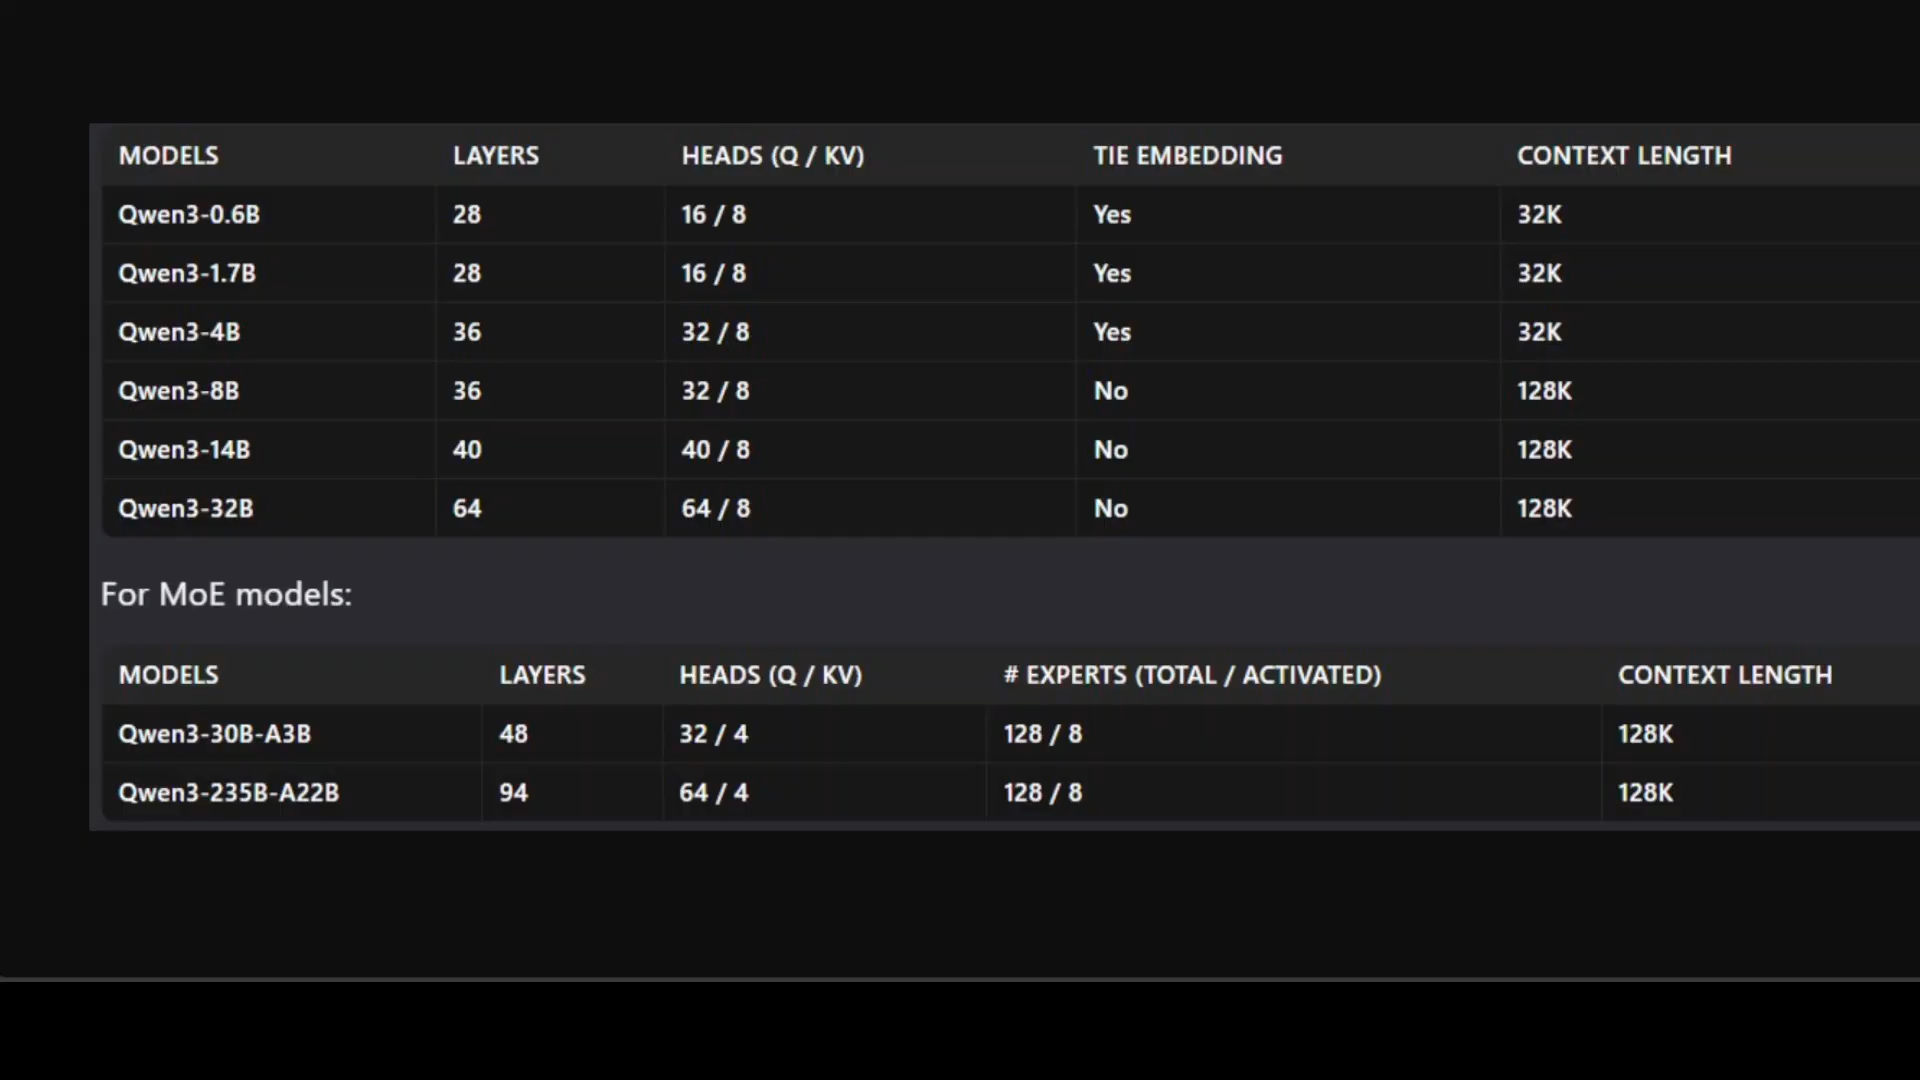 MODELS LAYERS HEADS (Q / KV) TIE EMBEDDING CONTEXT LENGTH
Qwen3-0.6B 28 16 / 8 Yes 32K
Qwen3-1.7B 28 16 / 8 Yes 32K
Qwen3-4B 36 32 / 8 Yes 32K
Qwen3-8B 36 32 / 8 No 128K
Qwen3-14B 40 40 / 8 No 128K
Qwen3-32B 64 64 / 8 No 128K
For MoE models:
MODELS LAYERS HEADS (Q / KV) # EXPERTS (TOTAL / ACTIVATED) CONTEXT LENGTH
Qwen3-30B-A3B 48 32 / 4 128 / 8 128K
Qwen3-235B-A22B 94 64 / 4 128 / 8 128K